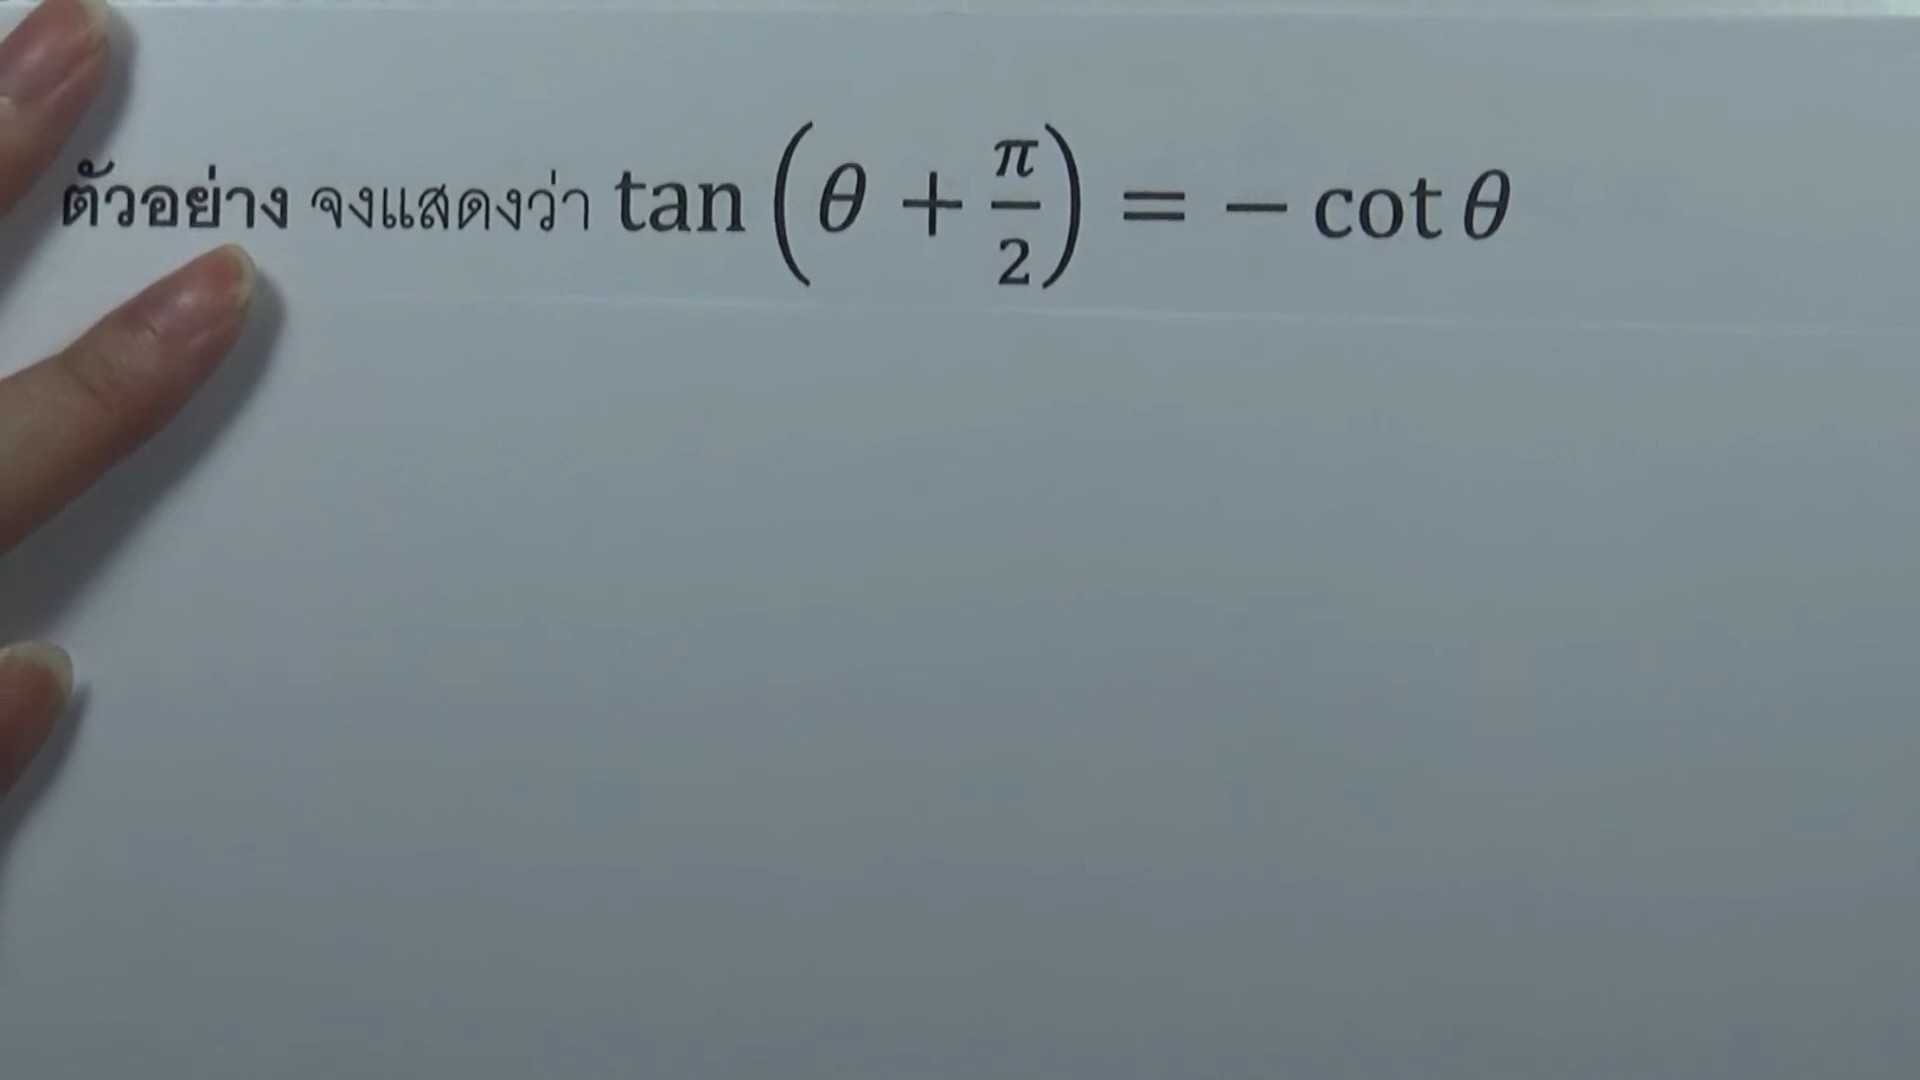 ตัวอย่าง จงแสดงว่า tan (θ + π/2) = − cot θ